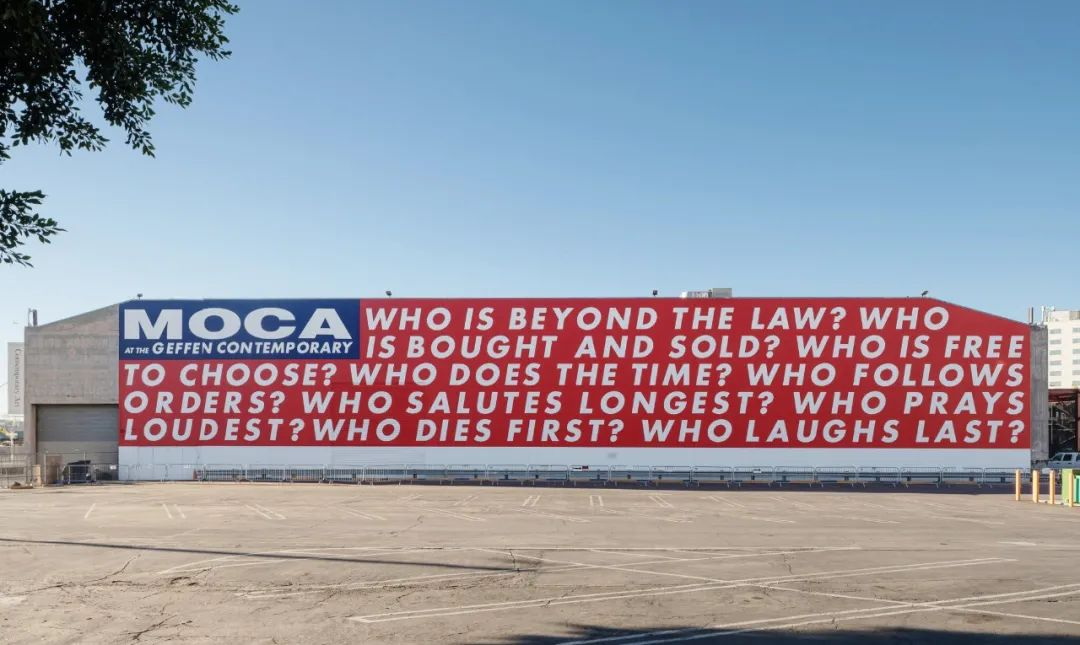 MOCA
AT THE GEFFEN CONTEMPORARY
WHO IS BEYOND THE LAW? WHO
IS BOUGHT AND SOLD? WHO IS FREE
TO CHOOSE? WHO DOES THE TIME? WHO FOLLOWS
ORDERS? WHO SALUTES LONGEST? WHO PRAYS
LOUDEST? WHO DIES FIRST? WHO LAUGHS LAST?
Contemporary Art